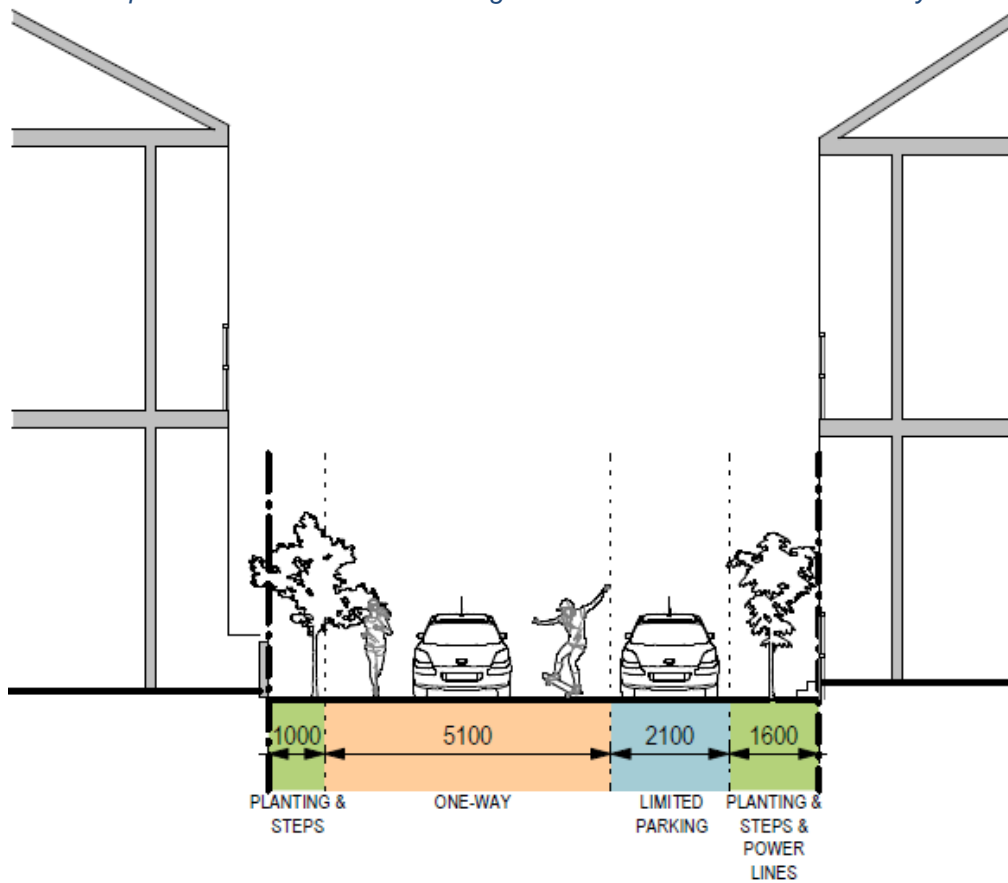 1000 5100 2100 1600
PLANTING & STEPS
ONE-WAY
LIMITED PARKING
PLANTING & STEPS & POWER LINES